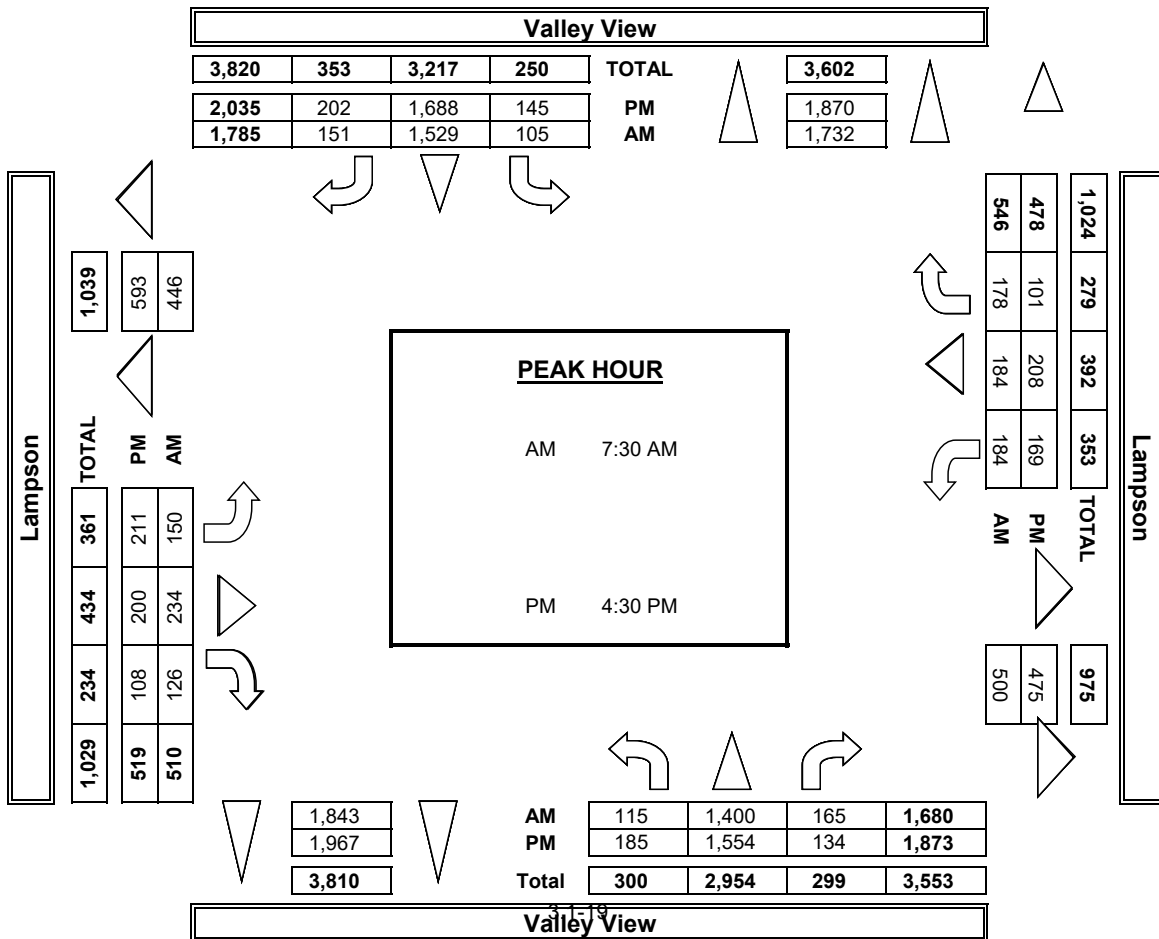 Valley View
3,820 353 3,217 250 TOTAL 3,602
2,035 202 1,688 145 PM 1,870
1,785 151 1,529 105 AM 1,732
Lampson
1,039
593
446
TOTAL
PM
AM
361 434 234 1,029
211 200 108 519
150 234 126 510
PEAK HOUR
AM 7:30 AM
PM 4:30 PM
1,024 279 392 353 TOTAL
478 101 208 169 PM
546 178 184 184 AM
975
475
500
Lampson
1,843 AM 115 1,400 165 1,680
1,967 PM 185 1,554 134 1,873
3,810 Total 300 2,954 299 3,553
3.1-19
Valley View